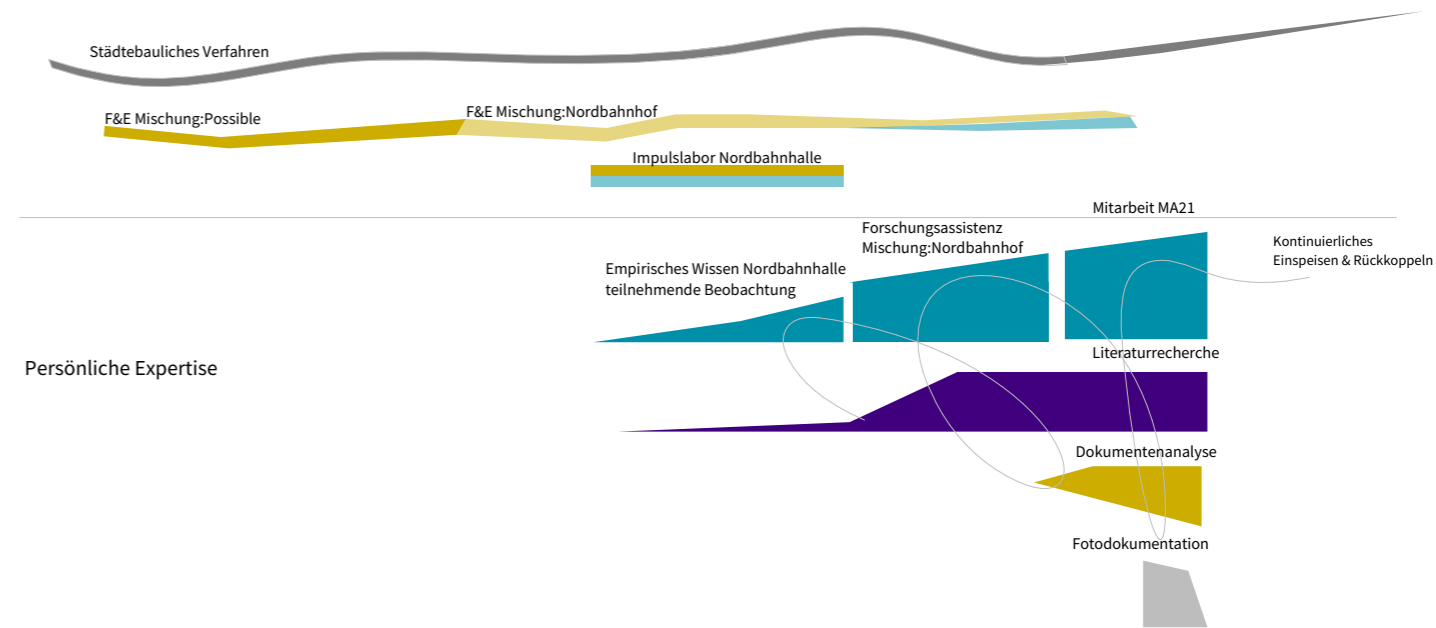 Städtebauliches Verfahren
F&E Mischung:Possible
F&E Mischung:Nordbahnhof
Impulslabor Nordbahnhalle
Mitarbeit MA21
Forschungsassistenz
Mischung:Nordbahnhof
Kontinuierliches
Einspeisen & Rückkoppeln
Empirisches Wissen Nordbahnhalle
teilnehmende Beobachtung
Literaturrecherche
Persönliche Expertise
Dokumentenanalyse
Fotodokumentation